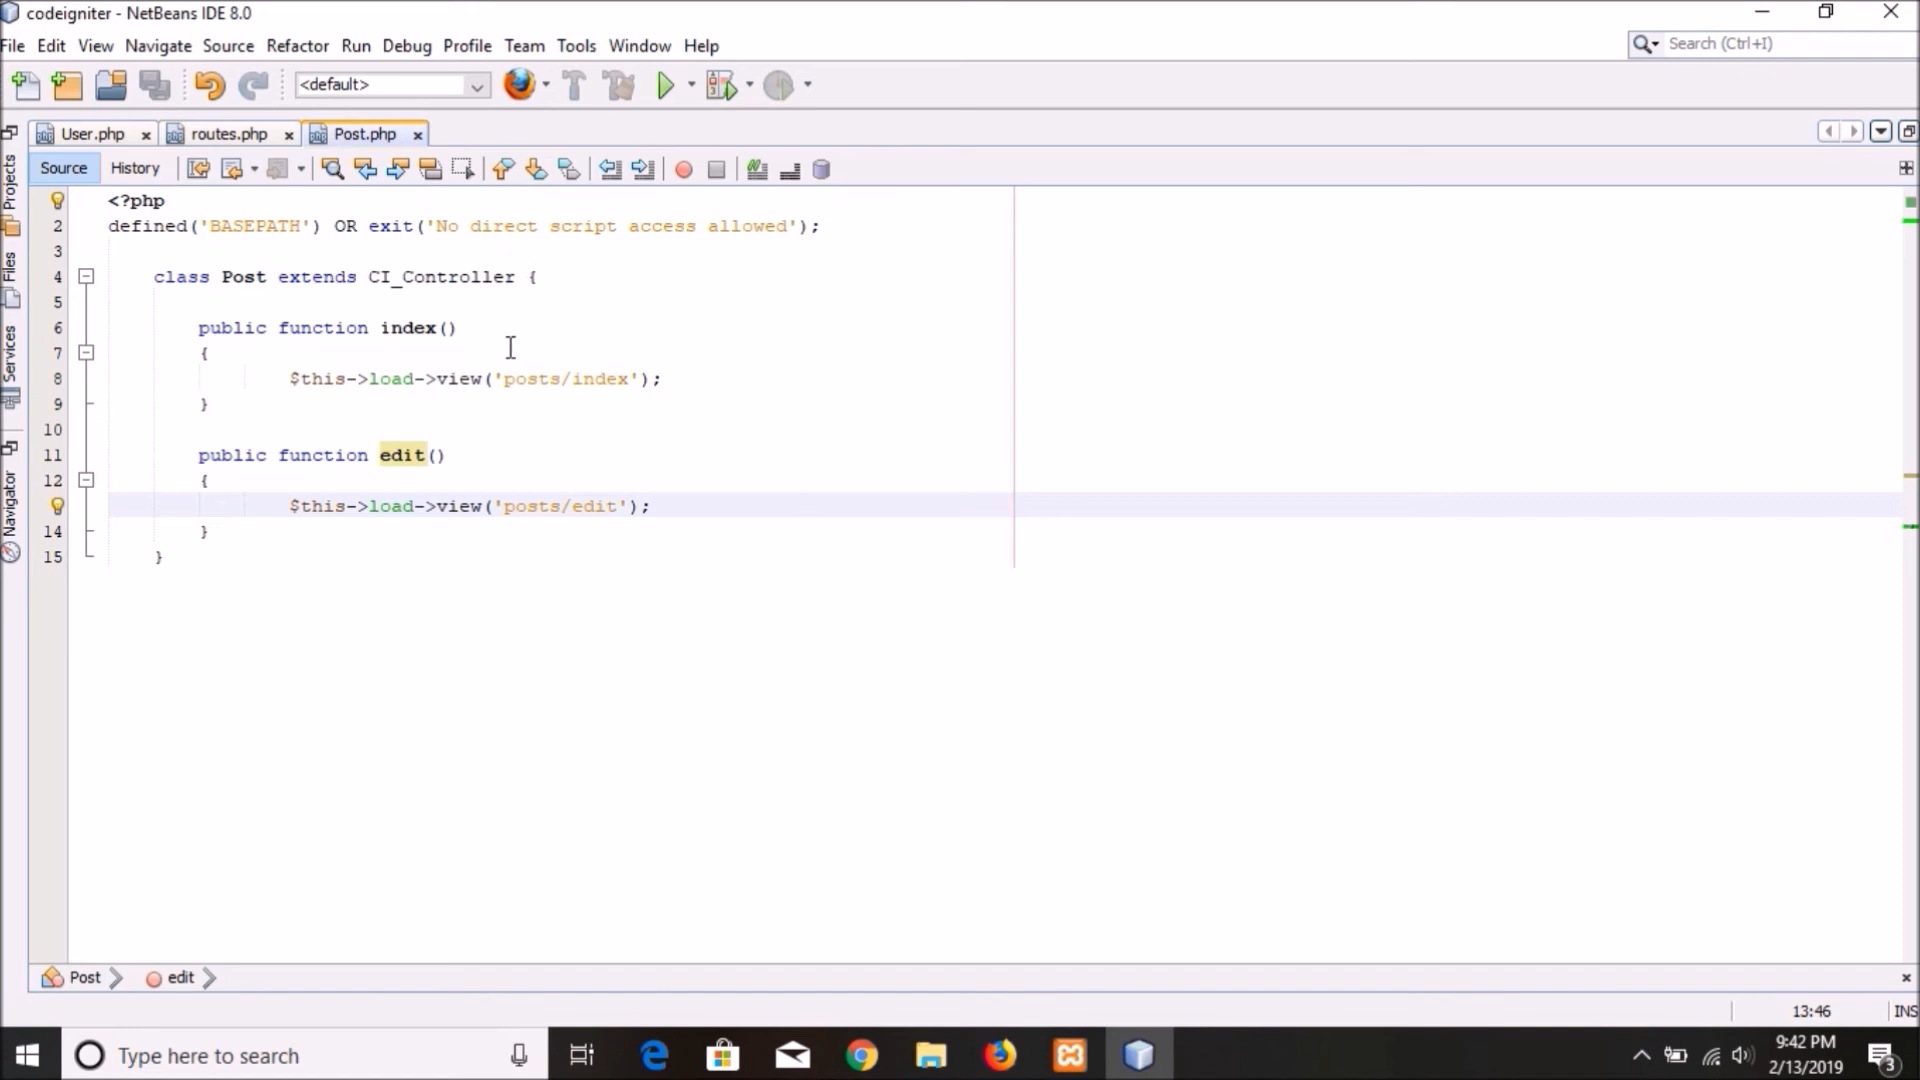 codeigniter - NetBeans IDE 8.0
File Edit View Navigate Source Refactor Run Debug Profile Team Tools Window Help
Search (Ctrl+I)
<default>
User.php routes.php Post.php
Source History
Projects
Files
Services
Navigator
<?php
2 defined('BASEPATH') OR exit('No direct script access allowed');
3
4 class Post extends CI_Controller {
5
6 public function index()
7 {
8 $this->load->view('posts/index');
9 }
10
11 public function edit()
12 {
$this->load->view('posts/edit');
14 }
15 }
Post edit
13:46 INS
Type here to search
9:42 PM
2/13/2019
3